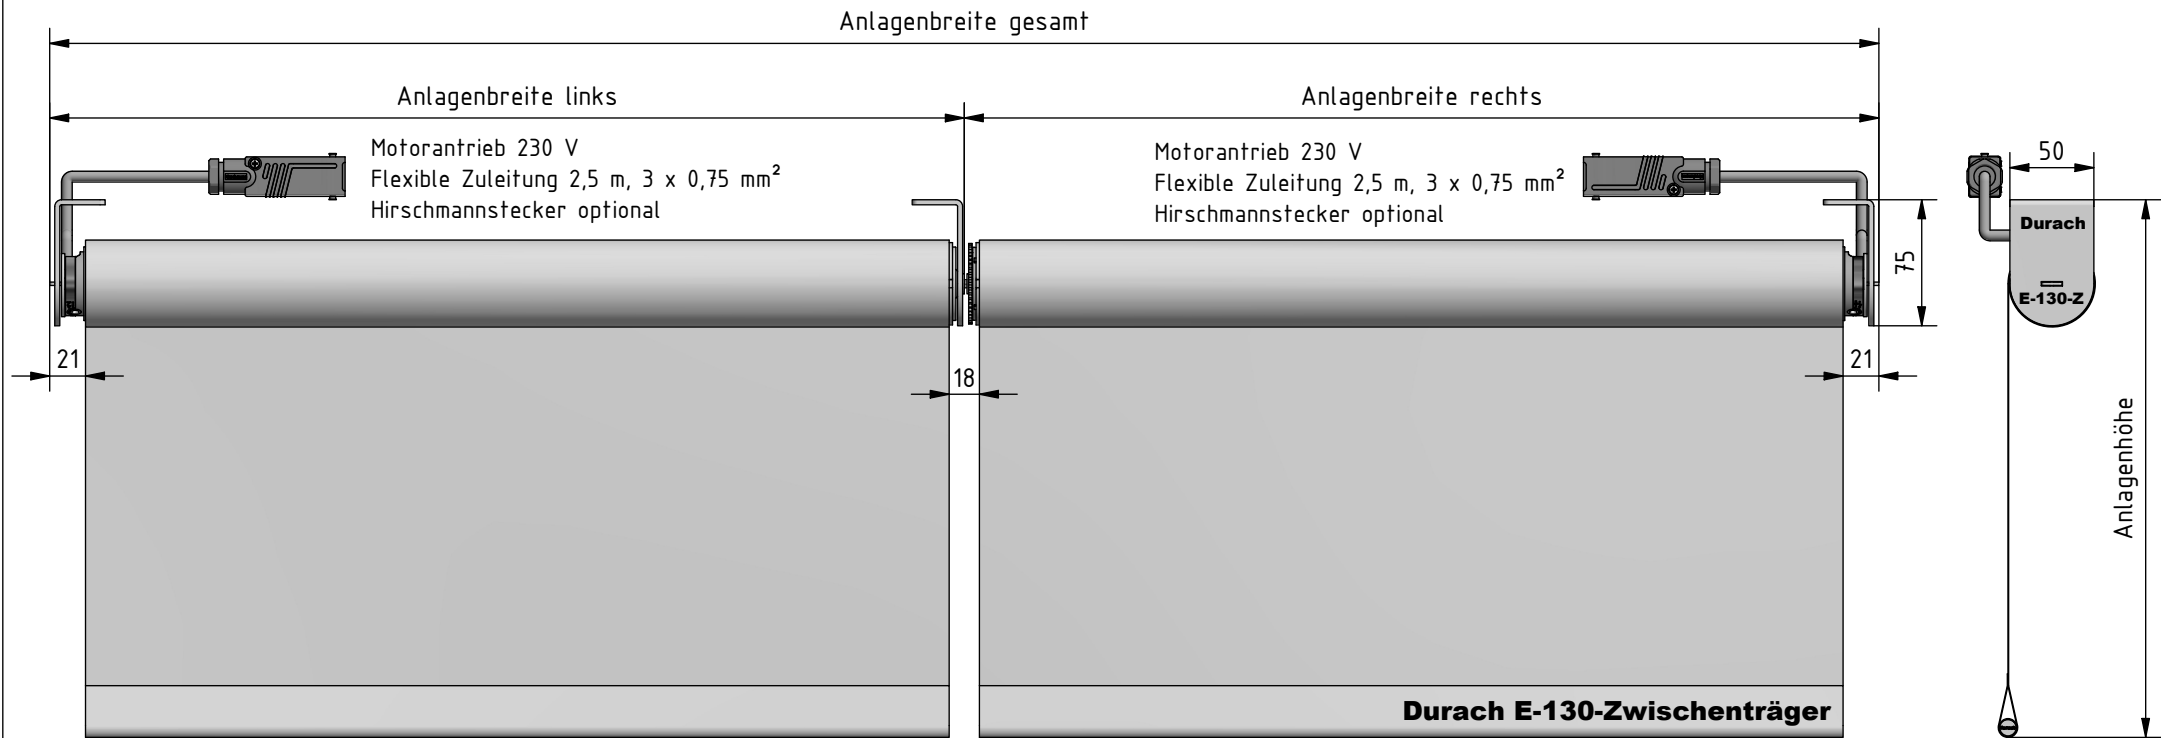 Anlagenbreite gesamt
Anlagenbreite links
Anlagenbreite rechts
Motorantrieb 230 V
Flexible Zuleitung 2,5 m, 3 x 0,75 mm²
Hirschmannstecker optional
Motorantrieb 230 V
Flexible Zuleitung 2,5 m, 3 x 0,75 mm²
Hirschmannstecker optional
50
Durach
E-130-Z
75
21
18
21
Anlagenhöhe
Durach E-130-Zwischenträger